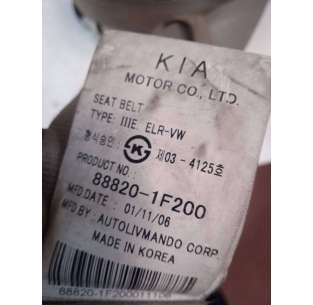 KIA
MOTOR CO., LTD.
SEAT BELT
TYPE: IIIE. ELR-VW
형식승인 K 제03-4125호
PRODUCT NO.
88820-1F200
MFD.DATE: 01/11/06
MFD.BY: AUTOLIVMANDO CORP.
MADE IN KOREA
88820-1F200011106